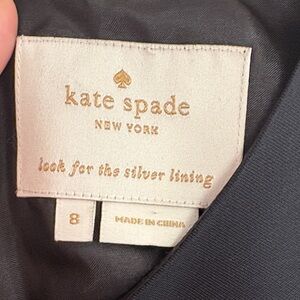 kate spade
NEW YORK
look for the silver lining
8
MADE IN CHINA